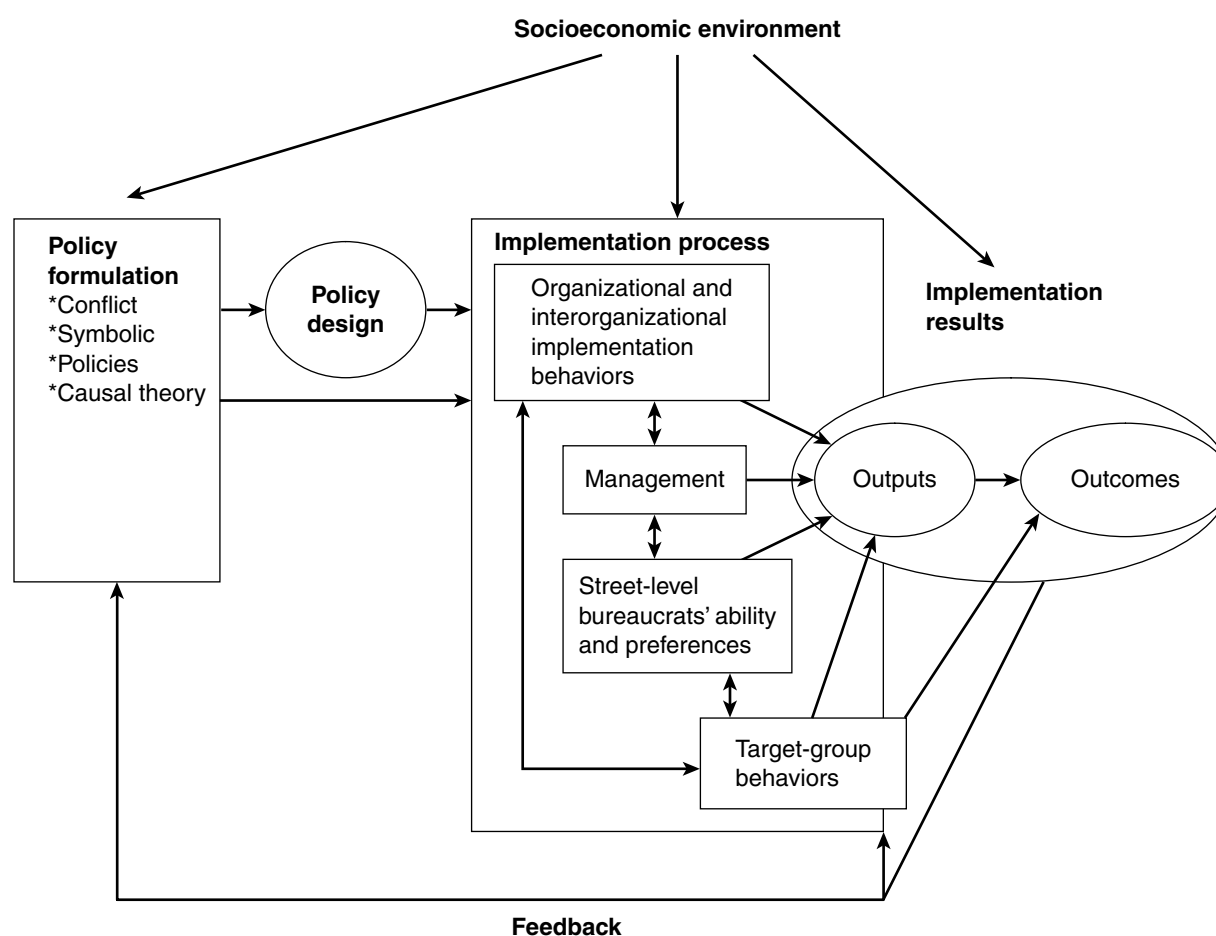 Socioeconomic environment
Policy
formulation
*Conflict
*Symbolic
*Policies
*Causal theory
Policy
design
Implementation process
Organizational and
interorganizational
implementation
behaviors
Management
Street-level
bureaucrats’ ability
and preferences
Target-group
behaviors
Implementation
results
Outputs
Outcomes
Feedback